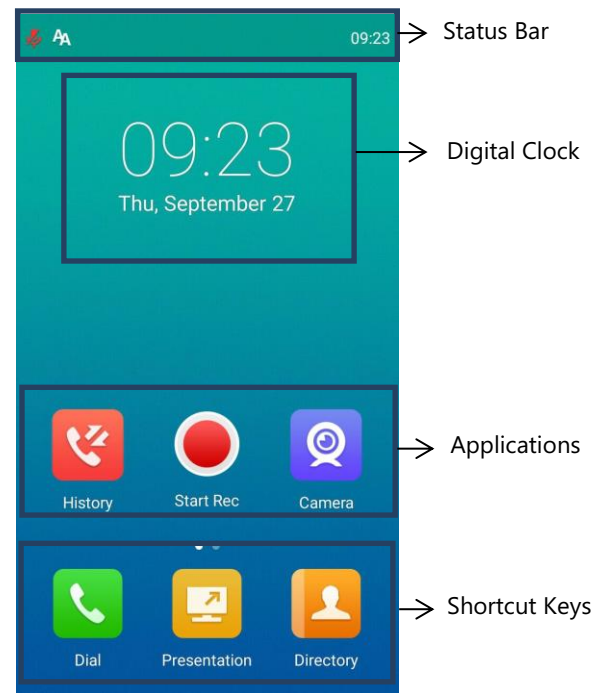 AA
09:23
Status Bar
09:23
Thu, September 27
Digital Clock
History
Start Rec
Camera
Applications
Dial
Presentation
Directory
Shortcut Keys